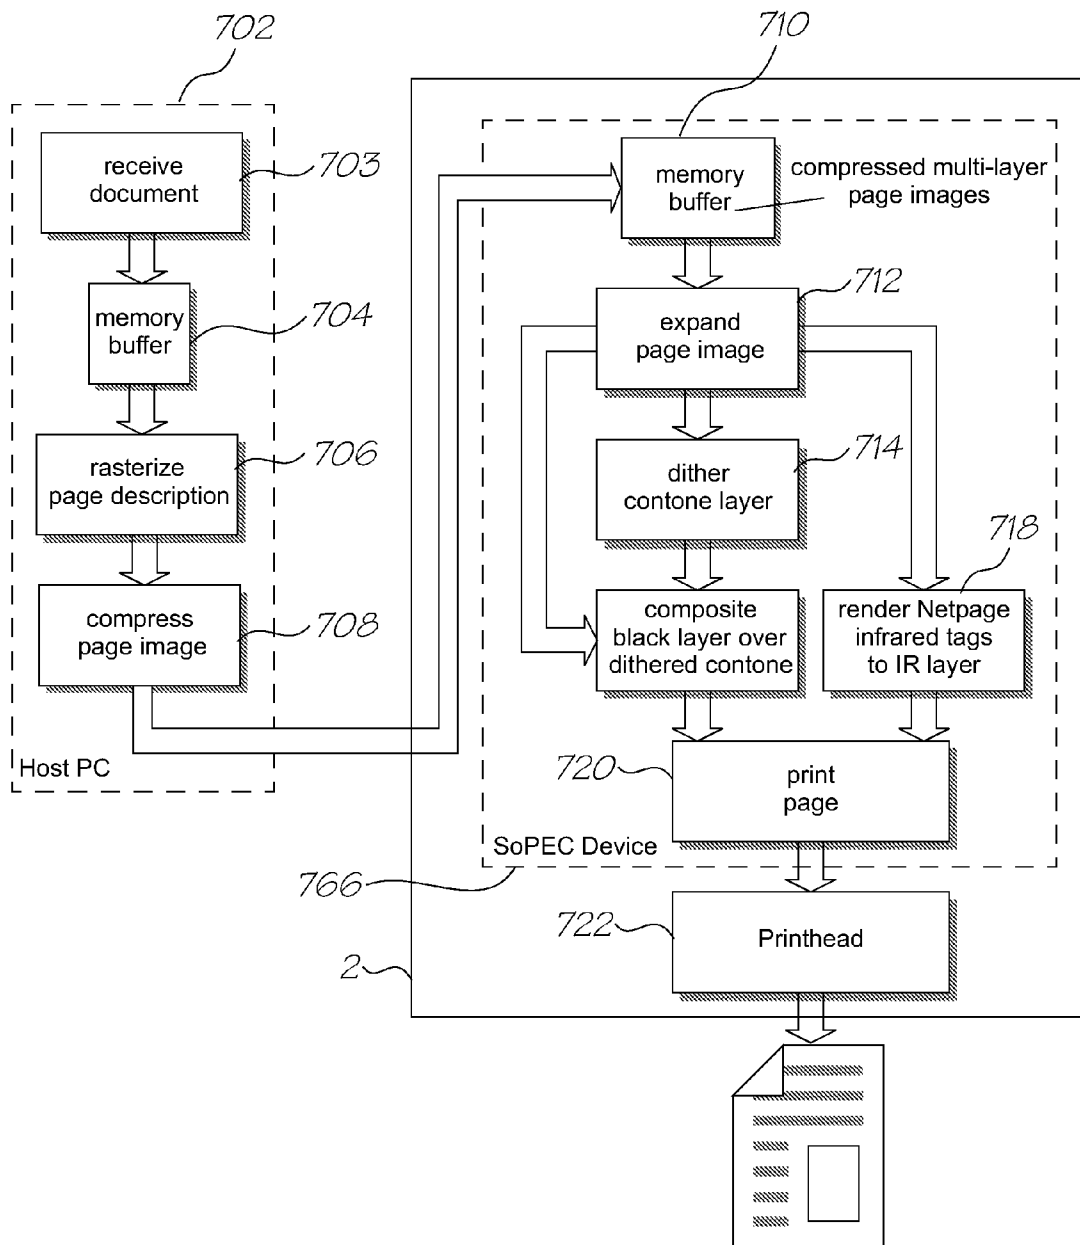 702
710
receive
document
703
memory
buffer
compressed multi-layer
page images
memory
buffer
704
expand
page image
712
rasterize
page description
706
dither
contone layer
714
718
compress
page image
708
composite
black layer over
dithered contone
render Netpage
infrared tags
to IR layer
Host PC
720
print
page
SoPEC Device
766
722
Printhead
2